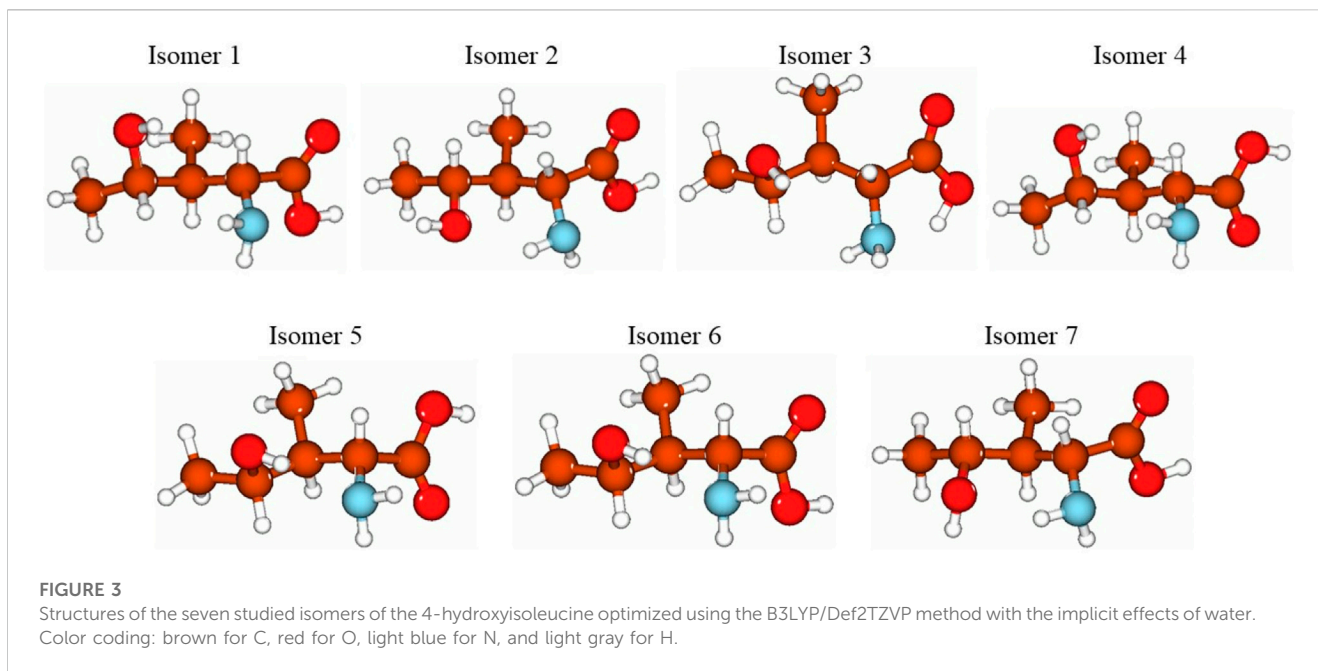 Isomer 1 Isomer 2 Isomer 3 Isomer 4
Isomer 5 Isomer 6 Isomer 7
FIGURE 3
Structures of the seven studied isomers of the 4-hydroxyisoleucine optimized using the B3LYP/Def2TZVP method with the implicit effects of water.
Color coding: brown for C, red for O, light blue for N, and light gray for H.